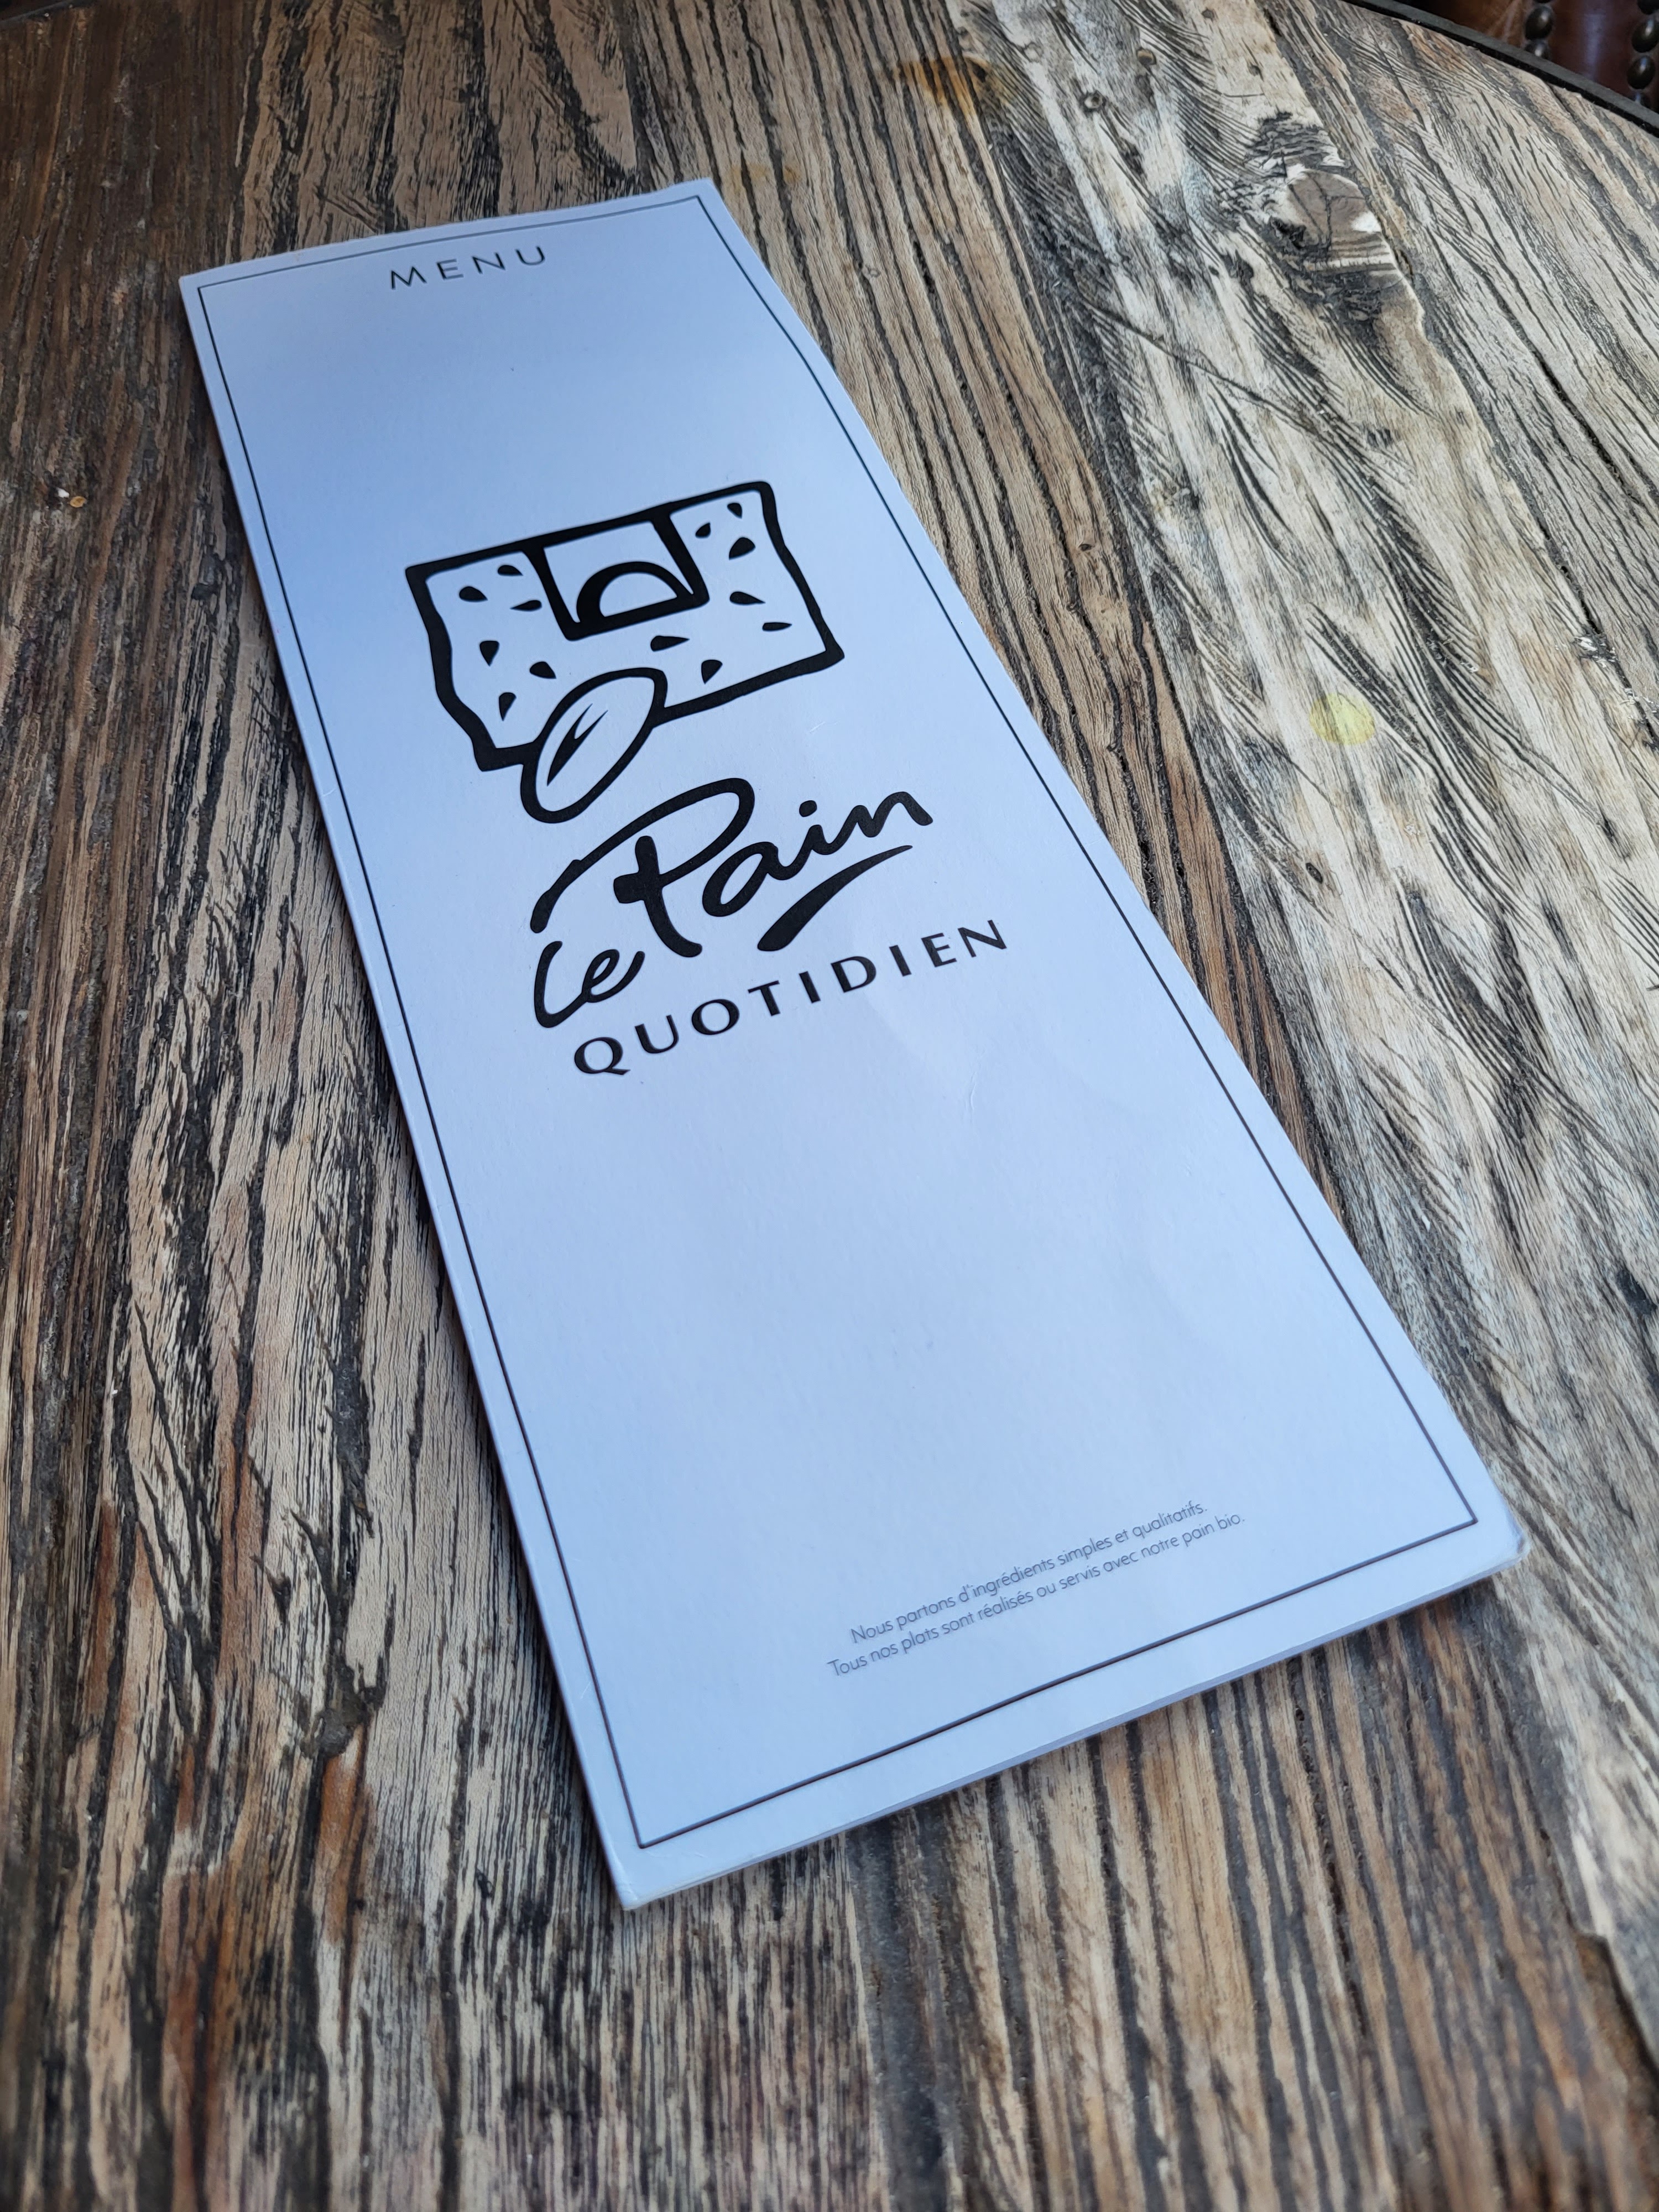 MENU
Le Pain
QUOTIDIEN
Nous partons d'ingrédients simples et qualitatifs.
Tous nos plats sont réalisés ou servis avec notre pain bio.